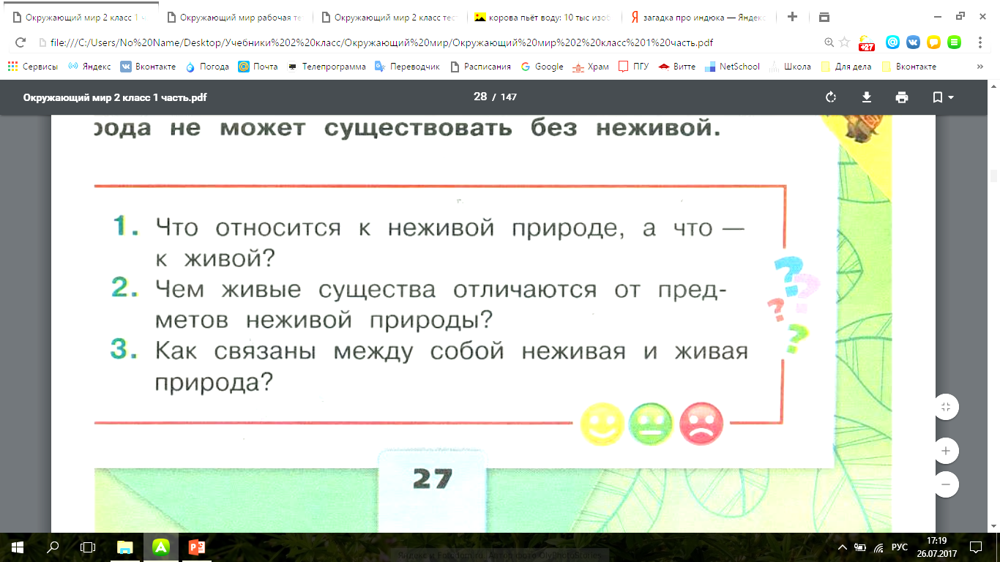 Окружающий мир 2 класс 1 ч
Окружающий мир рабочая те
Окружающий мир 2 класс тес
корова пьёт воду: 10 тыс изоб
загадка про индюка — Яндекс
file:///C:/Users/No%20Name/Desktop/Учебники%202%20класс/Окружающий%20мир/Окружающий%20мир%202%20класс%201%20часть.pdf
+27
Сервисы Яндекс Вконтакте Погода Почта Телепрограмма Переводчик Расписания Google Храм ПГУ Витте NetSchool Школа Для дела Вконтакте »
Окружающий мир 2 класс 1 часть.pdf
28 / 147
рода не может существовать без неживой.
1. Что относится к неживой природе, а что —
к живой?
2. Чем живые существа отличаются от пред-
метов неживой природы?
3. Как связаны между собой неживая и живая
природа?
27
РУС
17:19
26.07.2017